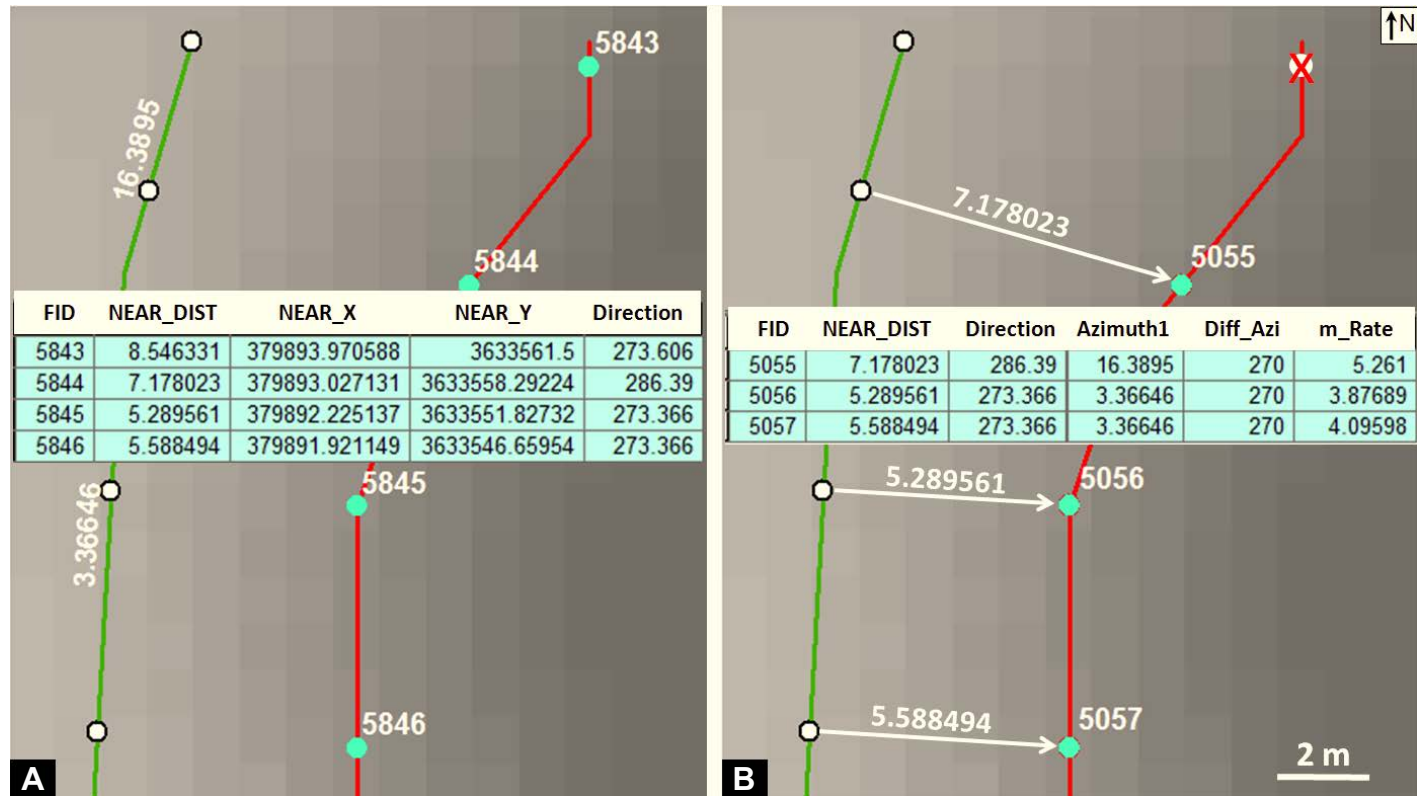 5843
16.3895
5844
FID NEAR_DIST NEAR_X NEAR_Y Direction
5843 8.546331 379893.970588 3633561.5 273.606
5844 7.178023 379893.027131 3633558.29224 286.39
5845 5.289561 379892.225137 3633551.82732 273.366
5846 5.588494 379891.921149 3633546.65954 273.366
5845
3.36646
5846
A
N
X
7.178023
5055
FID NEAR_DIST Direction Azimuth1 Diff_Azi m_Rate
5055 7.178023 286.39 16.3895 270 5.261
5056 5.289561 273.366 3.36646 270 3.87689
5057 5.588494 273.366 3.36646 270 4.09598
5.289561
5056
5.588494
5057
2 m
B